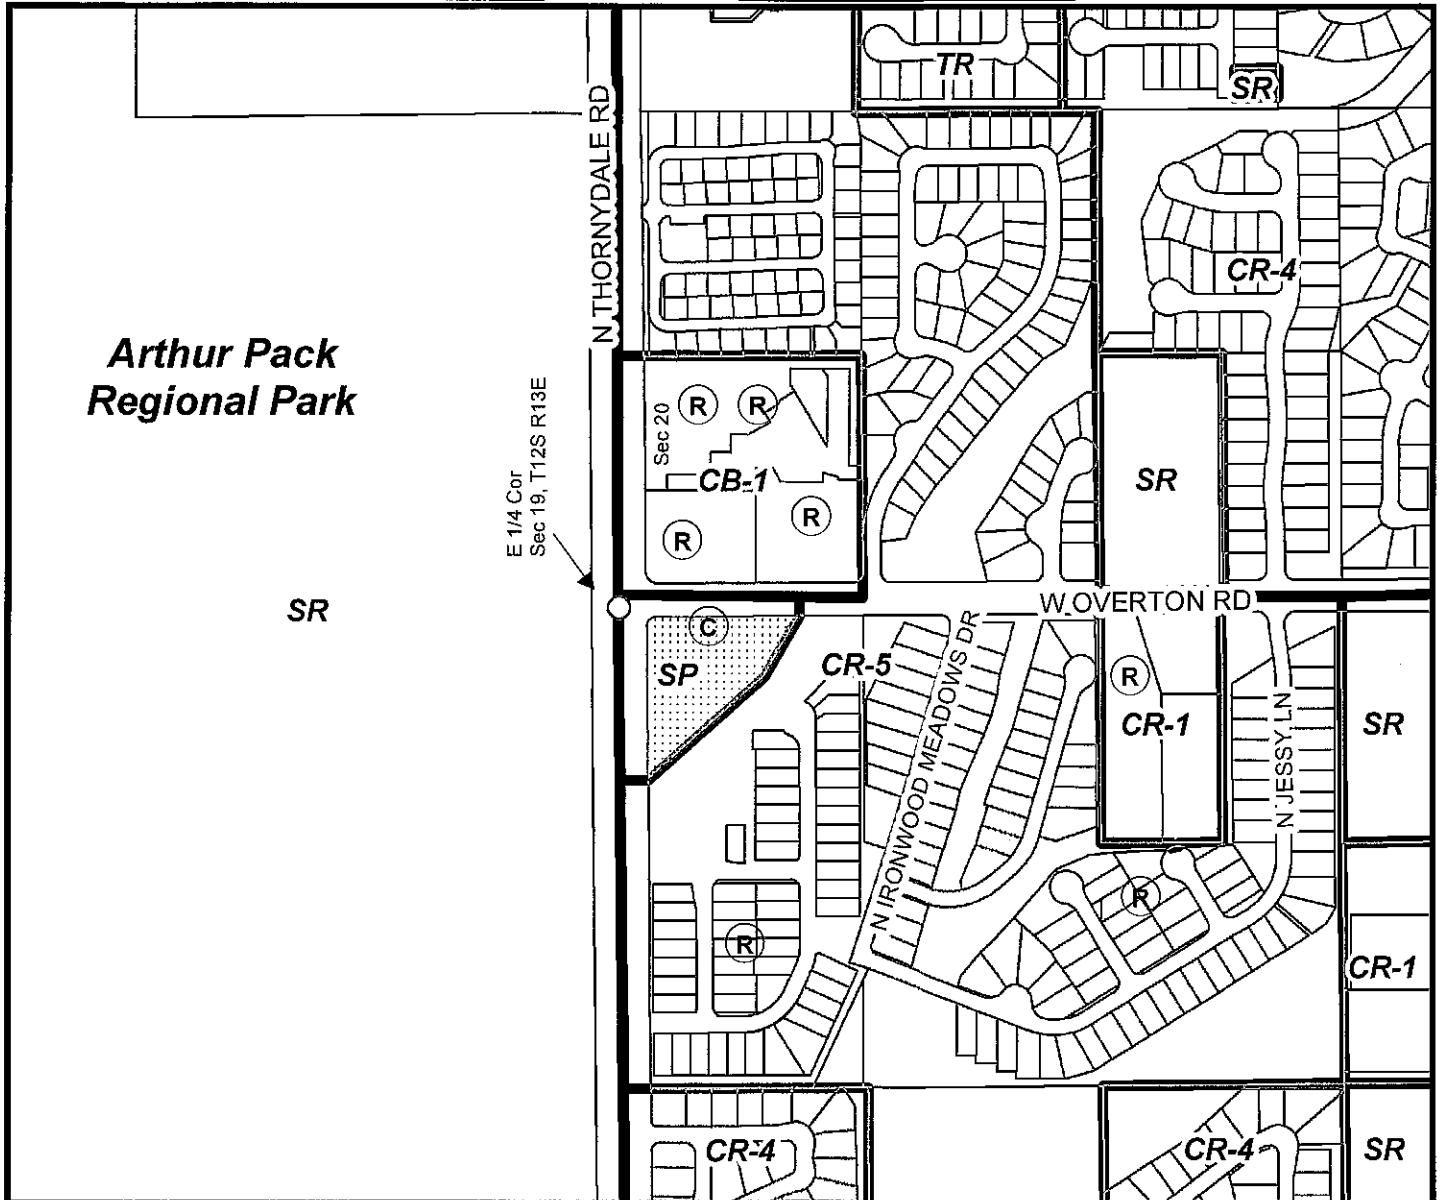 TR
SR
N THORNYDALE RD
CR-4
Arthur Pack
Regional Park
E 1/4 Cor
Sec 19, T12S R13E
Sec 20
R
R
CB-1
R
R
SR
SR
W OVERTON RD
C
SP
CR-5
N IRONWOOD MEADOWS DR
R
CR-1
N JESSY LN
SR
R
R
CR-1
CR-4
CR-4
SR